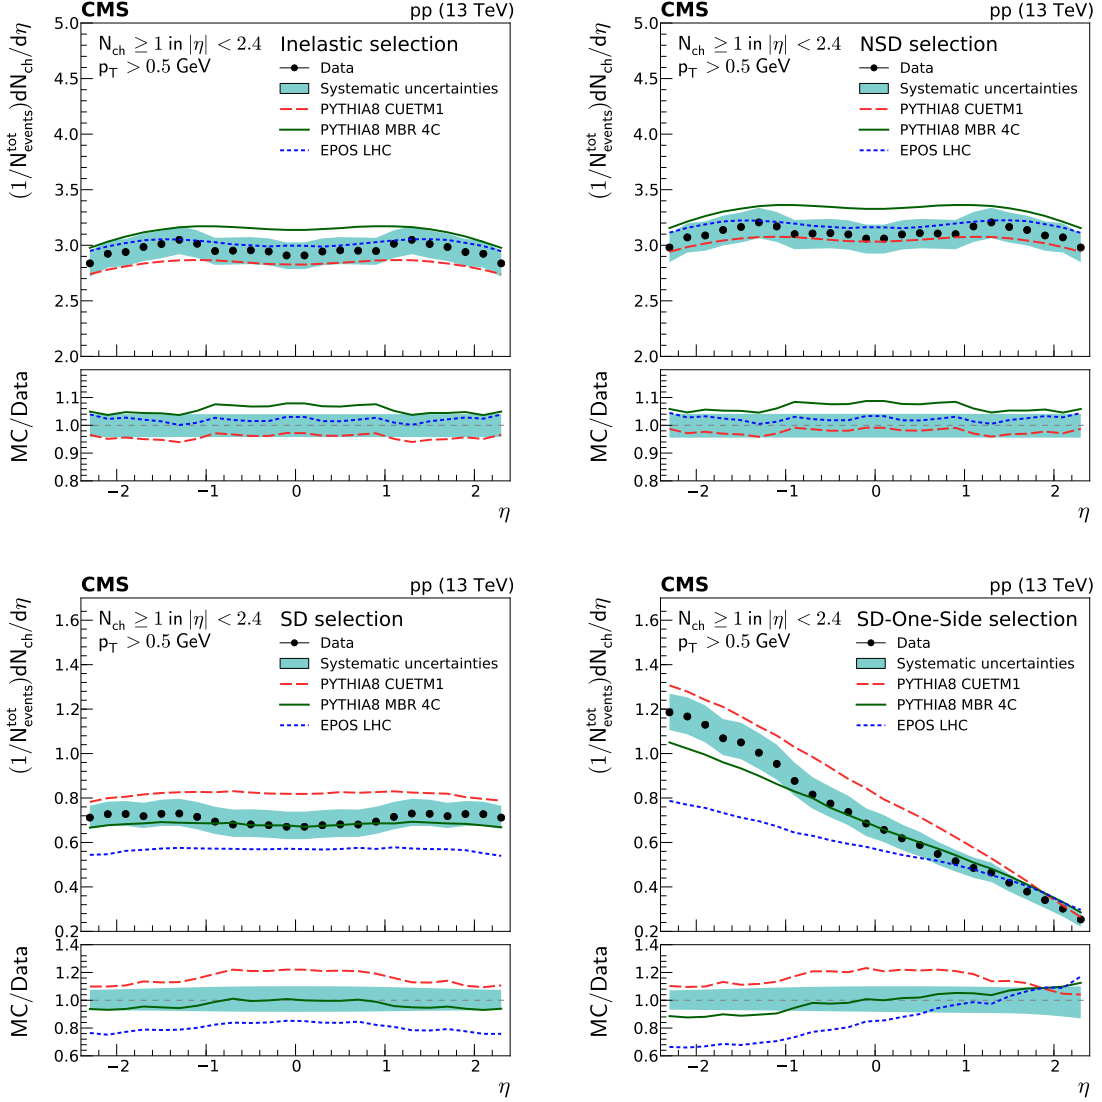 CMS pp (13 TeV)
(1/N^tot_events)dN_ch/dη
5.0
4.5
4.0
3.5
3.0
2.5
2.0
N_ch ≥ 1 in |η| < 2.4
p_T > 0.5 GeV
Inelastic selection
Data
Systematic uncertainties
PYTHIA8 CUETM1
PYTHIA8 MBR 4C
EPOS LHC
MC/Data
1.1
1.0
0.9
0.8
−2 −1 0 1 2
η
CMS pp (13 TeV)
(1/N^tot_events)dN_ch/dη
5.0
4.5
4.0
3.5
3.0
2.5
2.0
N_ch ≥ 1 in |η| < 2.4
p_T > 0.5 GeV
NSD selection
Data
Systematic uncertainties
PYTHIA8 CUETM1
PYTHIA8 MBR 4C
EPOS LHC
MC/Data
1.1
1.0
0.9
0.8
−2 −1 0 1 2
η
CMS pp (13 TeV)
(1/N^tot_events)dN_ch/dη
1.6
1.4
1.2
1.0
0.8
0.6
0.4
0.2
N_ch ≥ 1 in |η| < 2.4
p_T > 0.5 GeV
SD selection
Data
Systematic uncertainties
PYTHIA8 CUETM1
PYTHIA8 MBR 4C
EPOS LHC
MC/Data
1.4
1.2
1.0
0.8
0.6
−2 −1 0 1 2
η
CMS pp (13 TeV)
(1/N^tot_events)dN_ch/dη
1.6
1.4
1.2
1.0
0.8
0.6
0.4
0.2
N_ch ≥ 1 in |η| < 2.4
p_T > 0.5 GeV
SD-One-Side selection
Data
Systematic uncertainties
PYTHIA8 CUETM1
PYTHIA8 MBR 4C
EPOS LHC
MC/Data
1.4
1.2
1.0
0.8
0.6
−2 −1 0 1 2
η